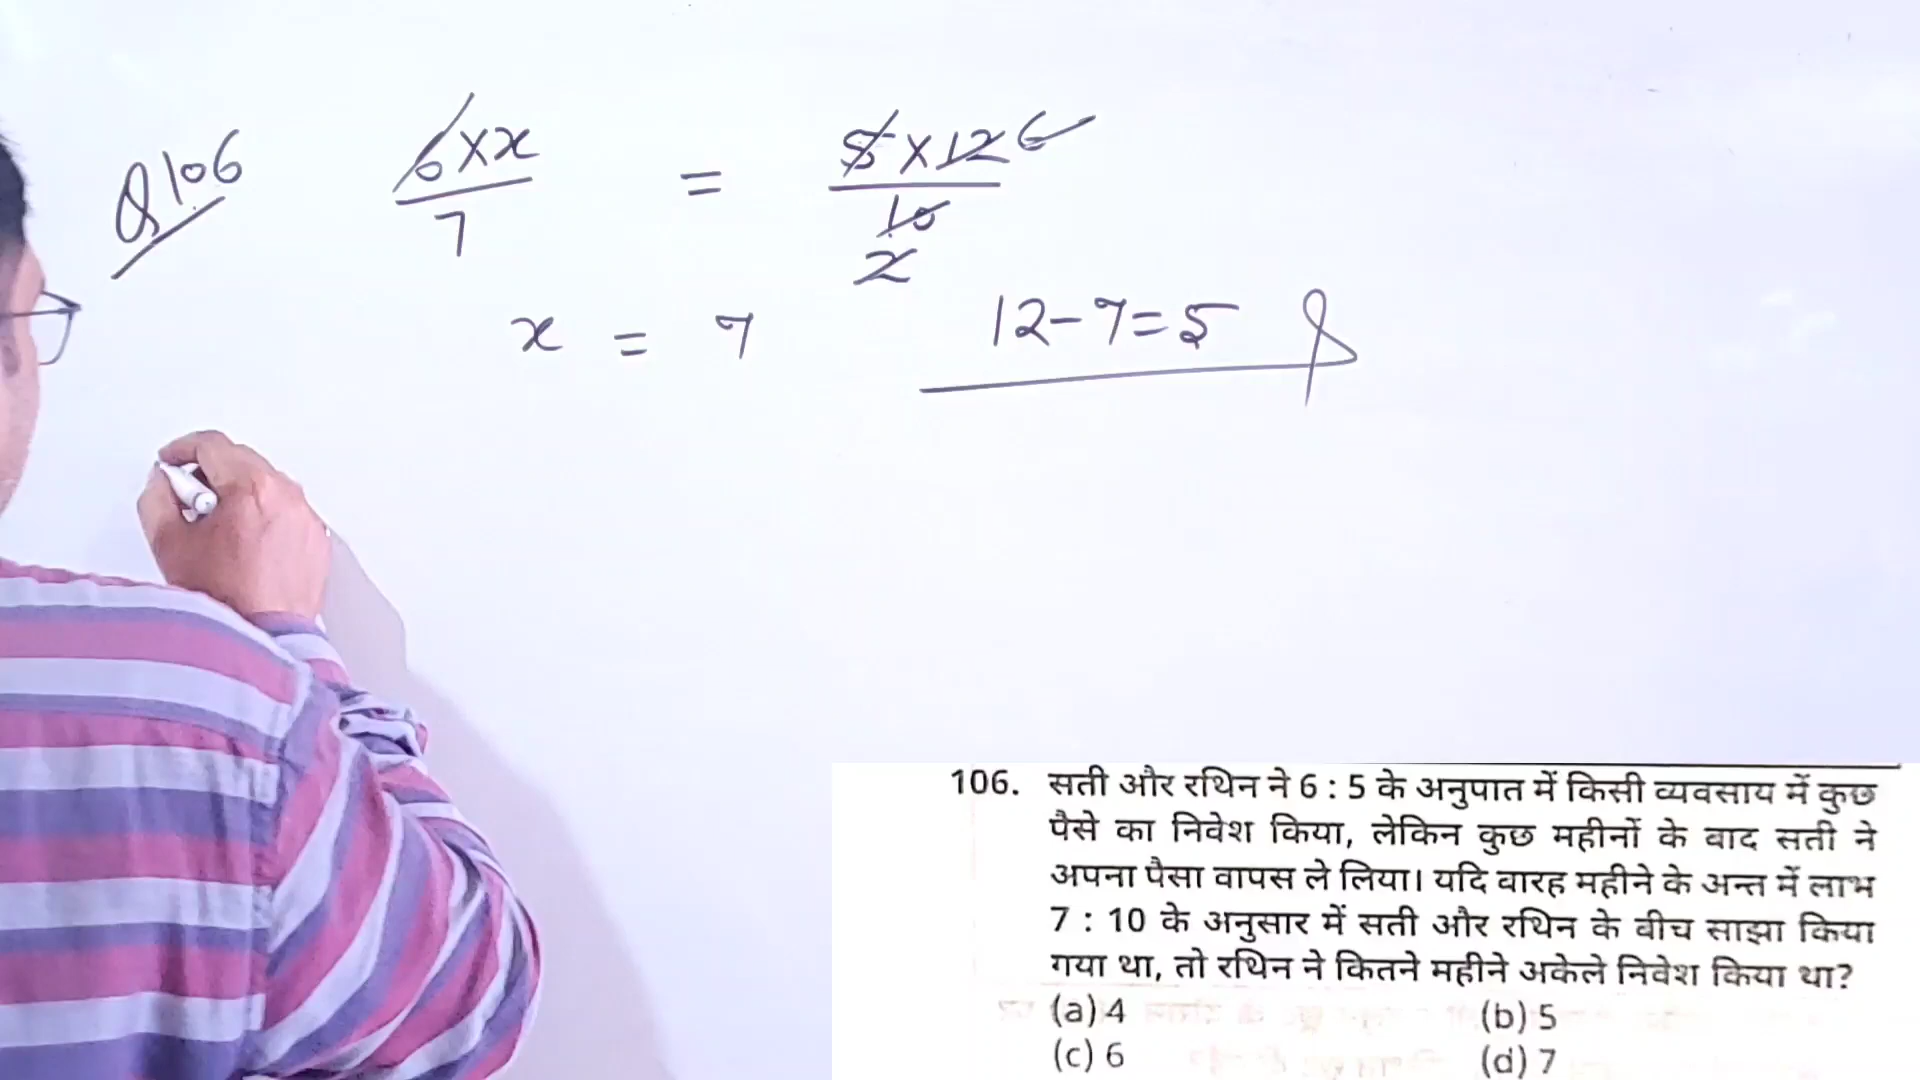 Q106
6×x/7 = 5×12 6/10 2
x = 7
12-7=5
106. सती और रथिन ने 6 : 5 के अनुपात में किसी व्यवसाय में कुछ
पैसे का निवेश किया, लेकिन कुछ महीनों के बाद सती ने
अपना पैसा वापस ले लिया। यदि वारह महीने के अन्त में लाभ
7 : 10 के अनुसार में सती और रथिन के बीच साझा किया
गया था, तो रथिन ने कितने महीने अकेले निवेश किया था?
(a) 4 (b) 5
(c) 6 (d) 7